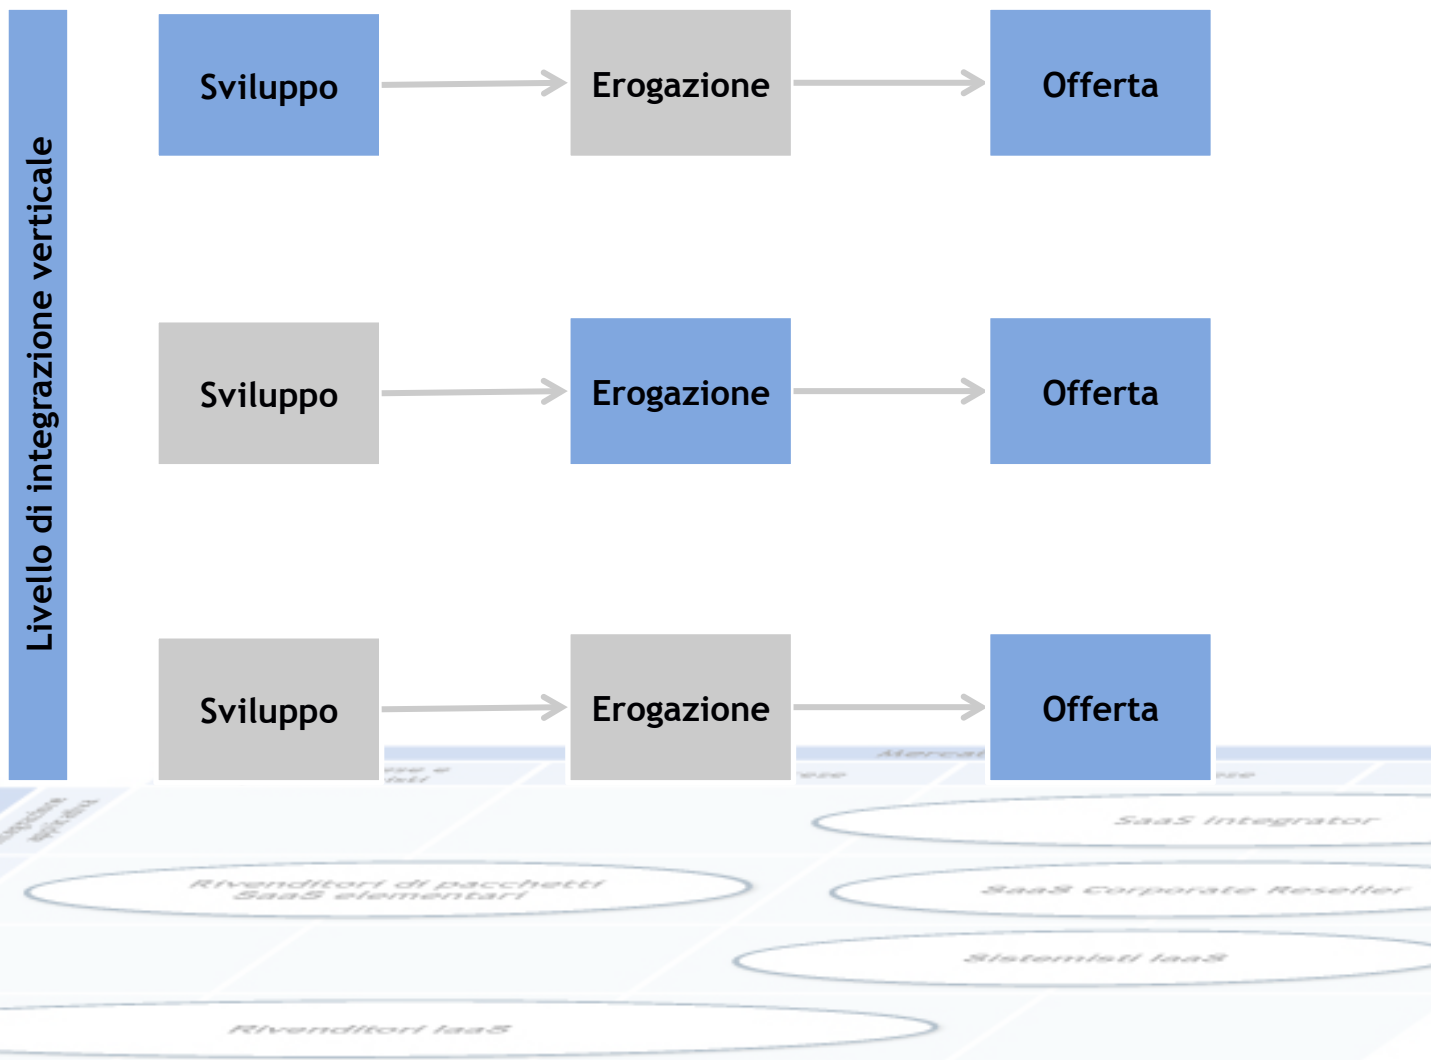 Livello di integrazione verticale
Sviluppo
Erogazione
Offerta
Sviluppo
Erogazione
Offerta
Sviluppo
Erogazione
Offerta
SaaS Integrator
Rivenditori di pacchetti
SaaS elementari
SaaS Corporate Reseller
Sistemisti IaaS
Rivenditori IaaS